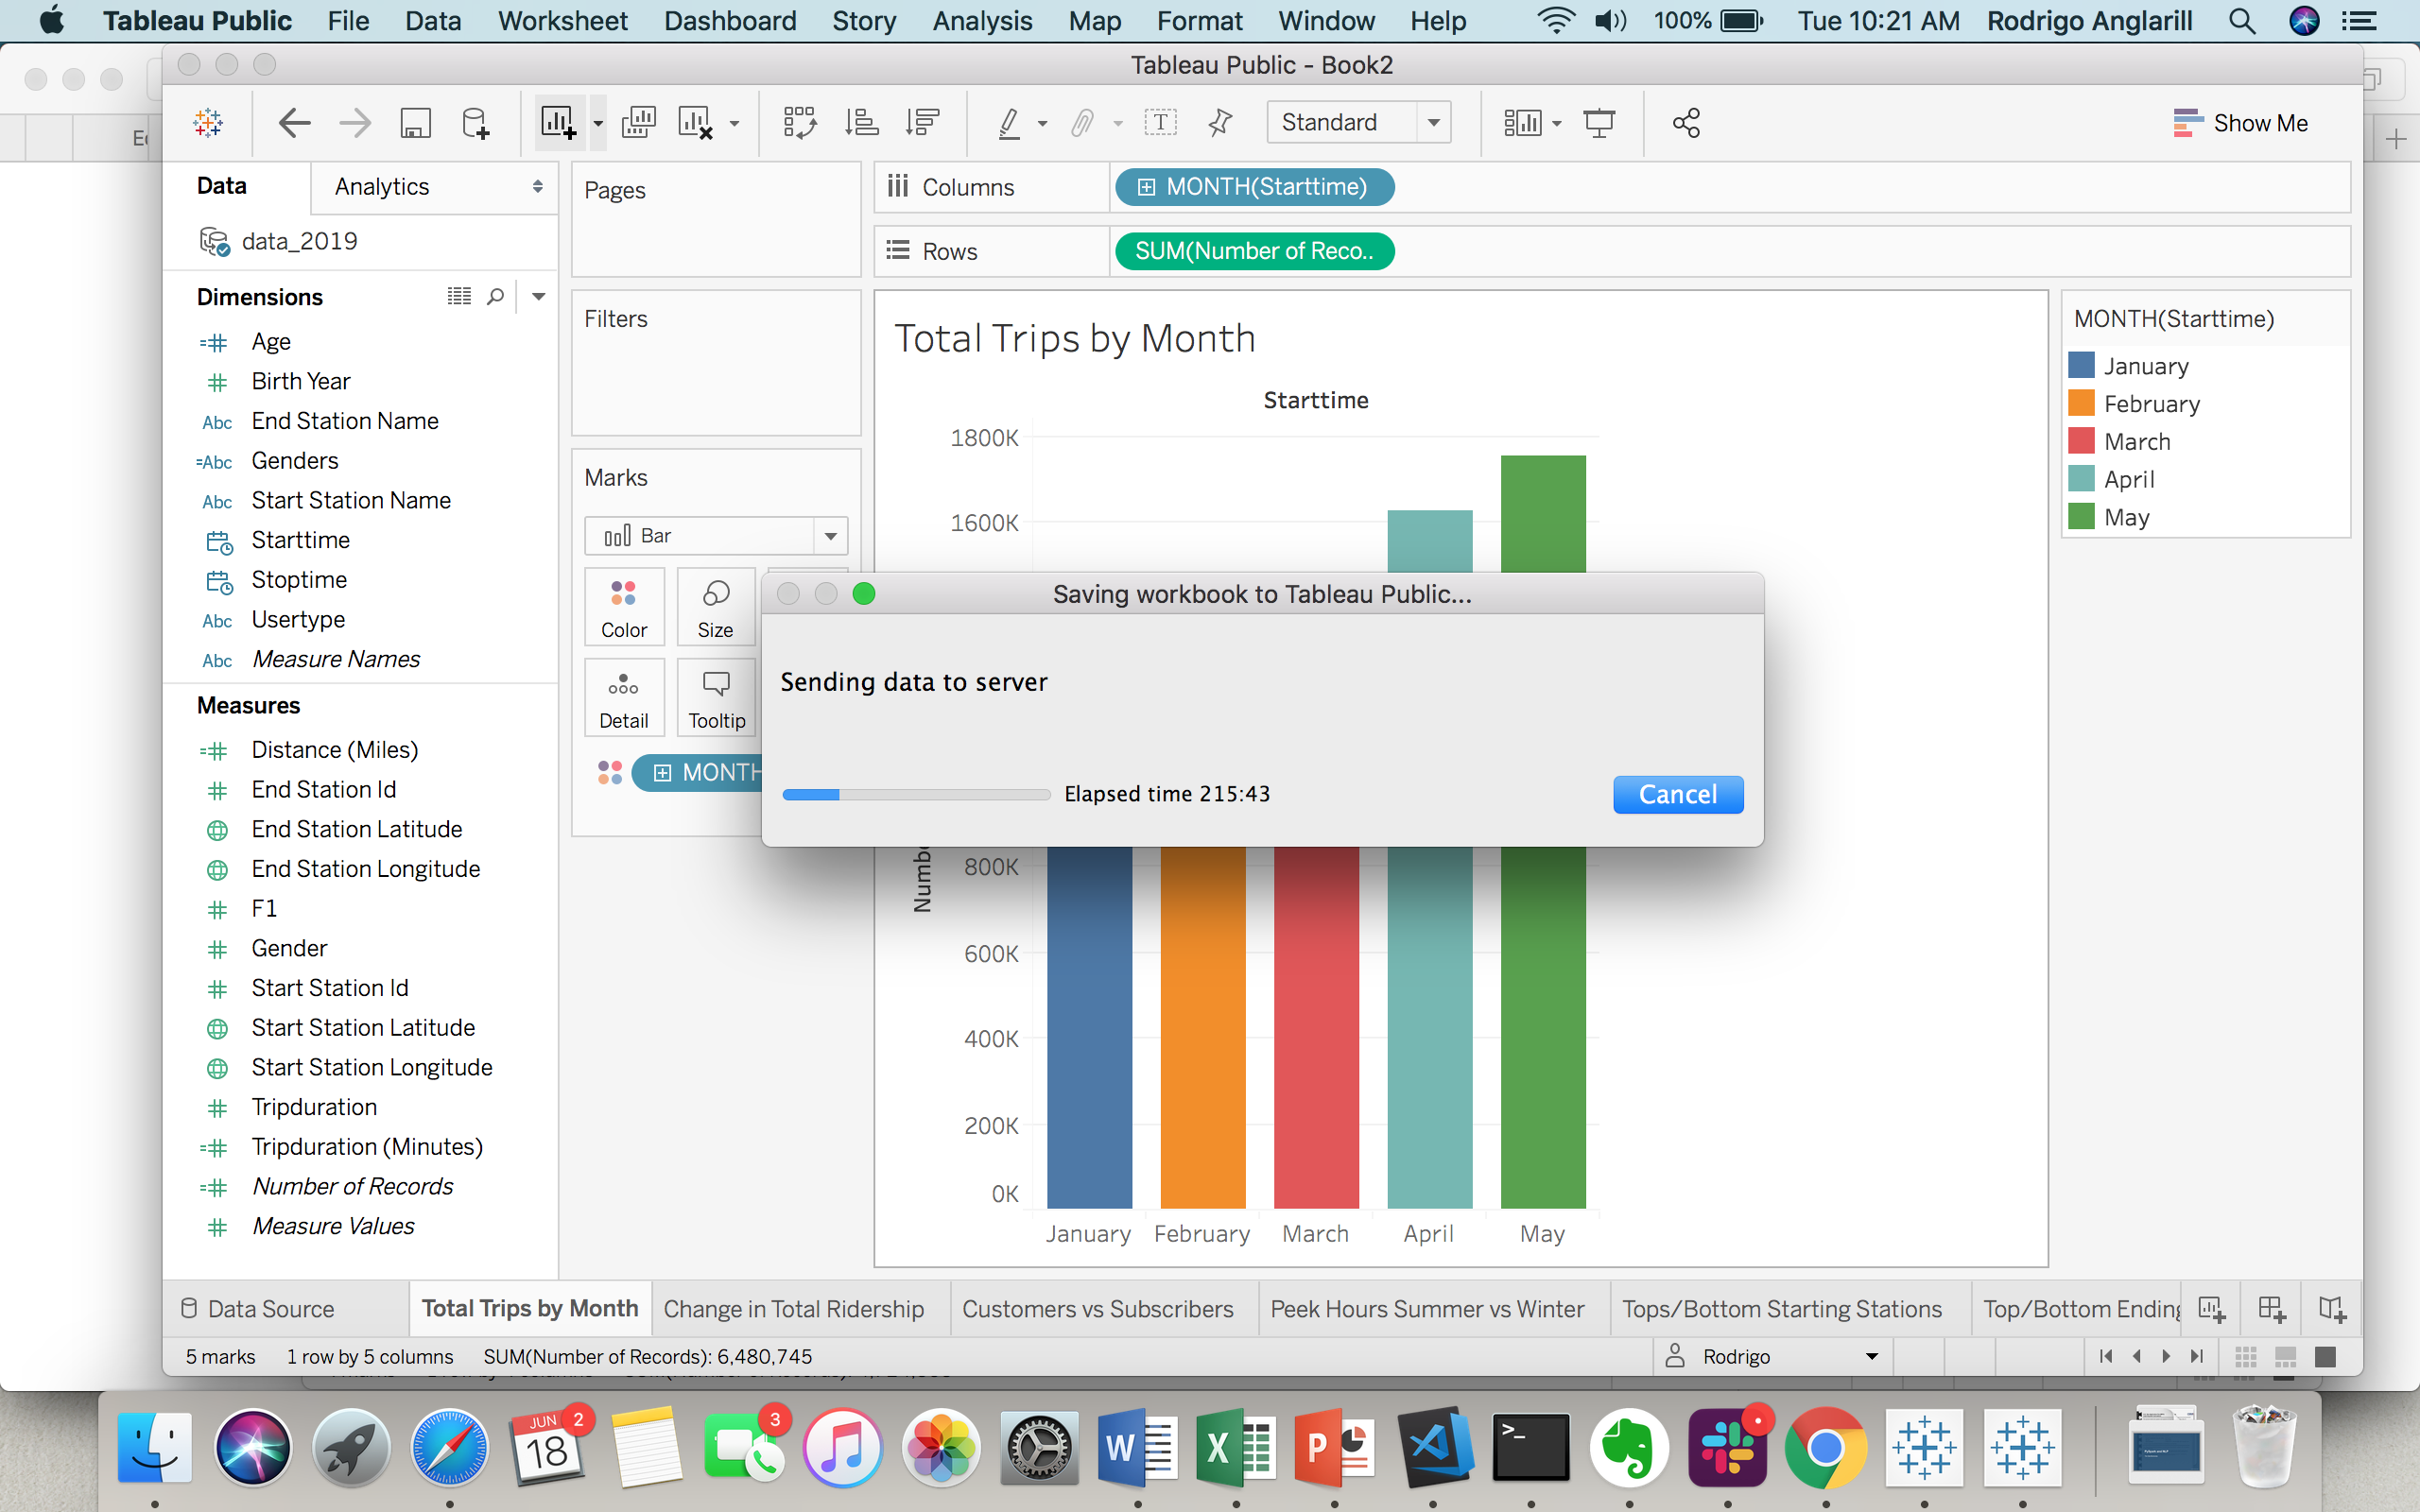 Tableau Public File Data Worksheet Dashboard Story Analysis Map Format Window Help 100% Tue 10:21 AM Rodrigo Anglarill
Tableau Public - Book2
Standard Show Me
Data Analytics
data_2019
Dimensions
Age
Birth Year
Abc End Station Name
=Abc Genders
Abc Start Station Name
Starttime
Stoptime
Abc Usertype
Abc Measure Names
Measures
Distance (Miles)
End Station Id
End Station Latitude
End Station Longitude
F1
Gender
Start Station Id
Start Station Latitude
Start Station Longitude
Tripduration
Tripduration (Minutes)
Number of Records
Measure Values
Pages
Filters
Marks
Bar
Color Size
Detail Tooltip
MONTH
Columns MONTH(Starttime)
Rows SUM(Number of Reco..
Total Trips by Month
Starttime
1800K
1600K
800K
600K
400K
200K
0K
January February March April May
MONTH(Starttime)
January
February
March
April
May
Saving workbook to Tableau Public...
Sending data to server
Elapsed time 215:43
Cancel
Data Source Total Trips by Month Change in Total Ridership Customers vs Subscribers Peek Hours Summer vs Winter Tops/Bottom Starting Stations Top/Bottom Ending
5 marks 1 row by 5 columns SUM(Number of Records): 6,480,745 Rodrigo
JUN 2
18
3
W X P >_